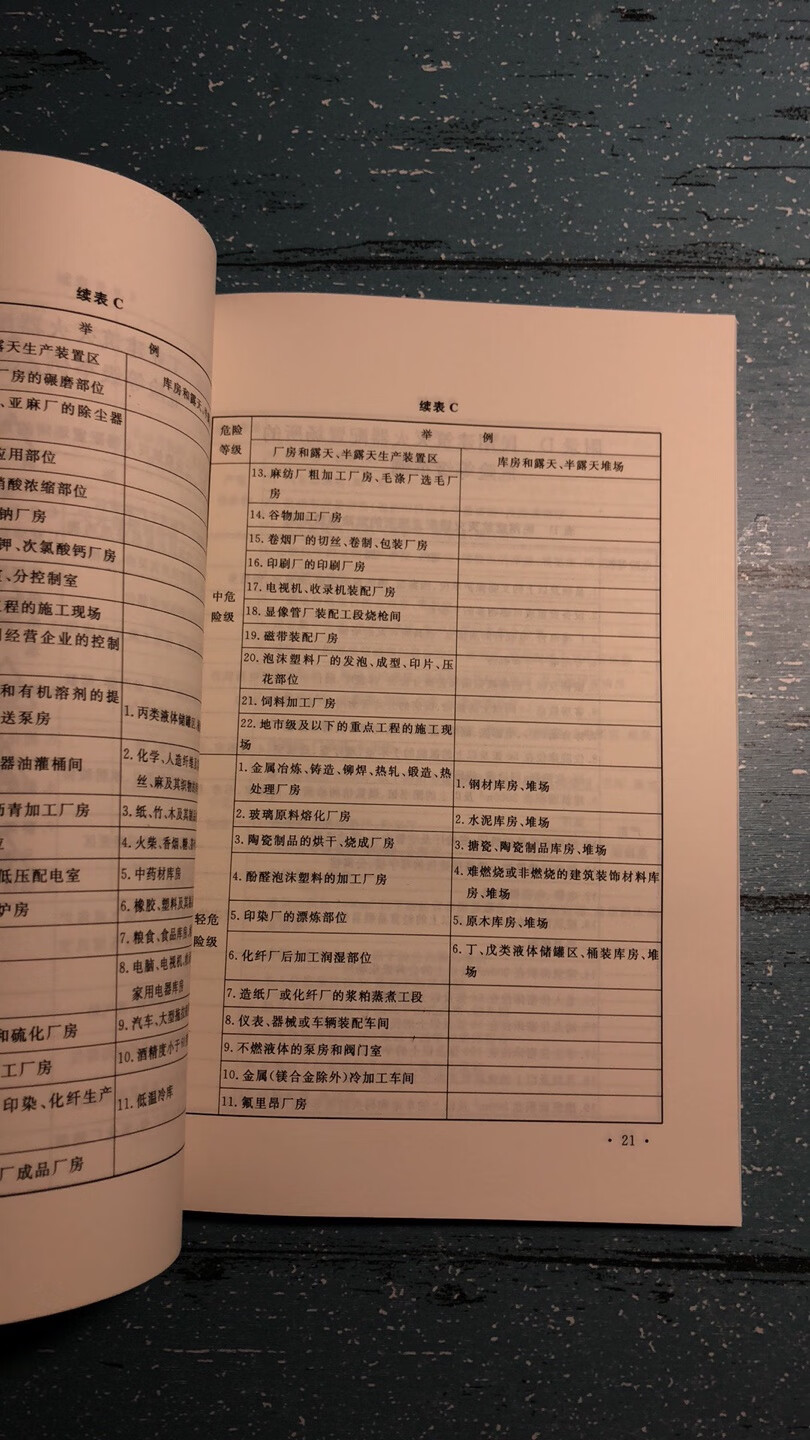 续表 C
举 例
露天生产装置区
库房和露天、半
厂房的碾磨部位
、亚麻厂的除尘器
应用部位
硝酸浓缩部位
钠厂房
钾、次氯酸钙厂房
、分控制室
程的施工现场
经营企业的控制
和有机溶剂的提
送泵房
1.丙类液体储罐区、
器油灌桶间
2.化学、人造纤维及
丝、麻及其织物
沥青加工厂房
3.纸、竹、木及其制品
4.火柴、香烟、糖、
低压配电室
5.中药材库房
炉房
6.橡胶、塑料及其制
7.粮食、食品库房、
8.电脑、电视机、
家用电器库房
和硫化厂房
9.汽车、大型拖拉
工厂房
10.酒精度小于
印染、化纤生产
11.低温冷库
厂成品厂房
续表 C
危险
等级
举 例
厂房和露天、半露天生产装置区
库房和露天、半露天堆场
中危
险级
13.麻纺厂粗加工厂房、毛涤厂选毛厂
房
14.谷物加工厂房
15.卷烟厂的切丝、卷制、包装厂房
16.印刷厂的印刷厂房
17.电视机、收录机装配厂房
18.显像管厂装配工段烧枪间
19.磁带装配厂房
20.泡沫塑料厂的发泡、成型、印片、压
花部位
21.饲料加工厂房
22.地市级及以下的重点工程的施工现
场
轻危
险级
1.金属冶炼、铸造、铆焊、热轧、锻造、热
处理厂房
1.钢材库房、堆场
2.玻璃原料熔化厂房
2.水泥库房、堆场
3.陶瓷制品的烘干、烧成厂房
3.搪瓷、陶瓷制品库房、堆场
4.酚醛泡沫塑料的加工厂房
4.难燃烧或非燃烧的建筑装饰材料库
房、堆场
5.印染厂的漂炼部位
5.原木库房、堆场
6.化纤厂后加工润湿部位
6.丁、戊类液体储罐区、桶装库房、堆
场
7.造纸厂或化纤厂的浆粕蒸煮工段
8.仪表、器械或车辆装配车间
9.不燃液体的泵房和阀门室
10.金属(镁合金除外)冷加工车间
11.氟里昂厂房
• 21 •